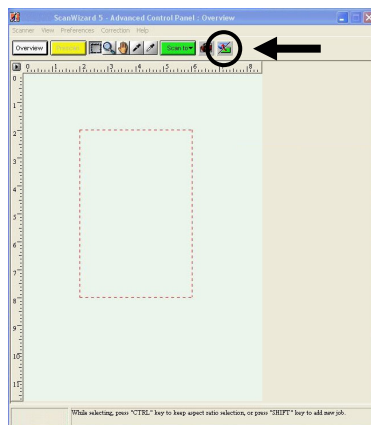 ScanWizard 5 - Advanced Control Panel : Overview
Scanner View Preferences Correction Help
Overview Preview Scan to
0 1 2 3 4 5 6 7 8
0
1
2
3
4
5
6
7
8
9
10
11
While selecting, press "CTRL" key to keep aspect ratio selection, or press "SHIFT" key to add new job.